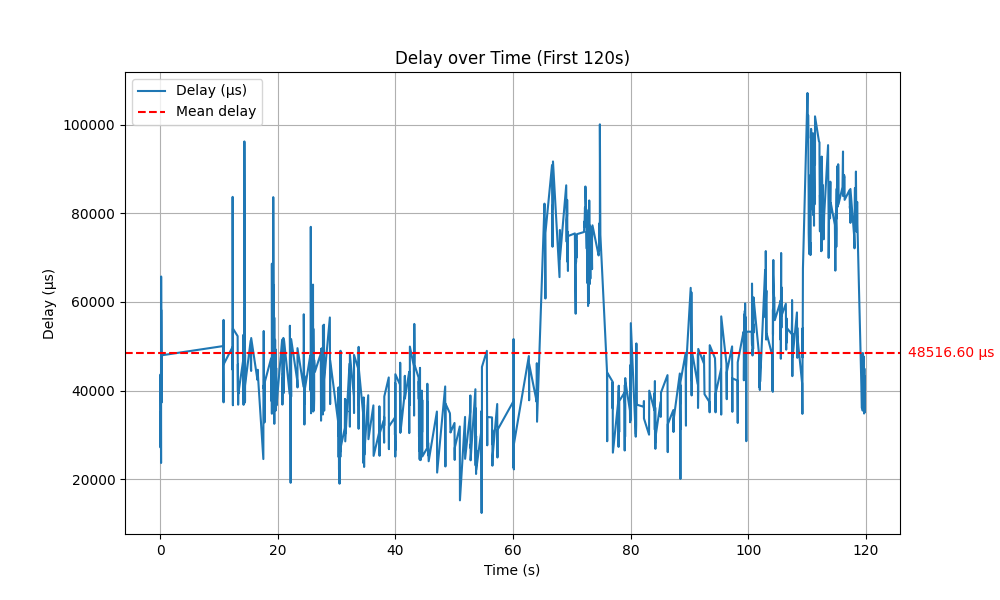 Delay over Time (First 120s)
Delay (µs)
Mean delay
100000
80000
60000
40000
20000
Delay (µs)
48516.60 µs
0 20 40 60 80 100 120
Time (s)